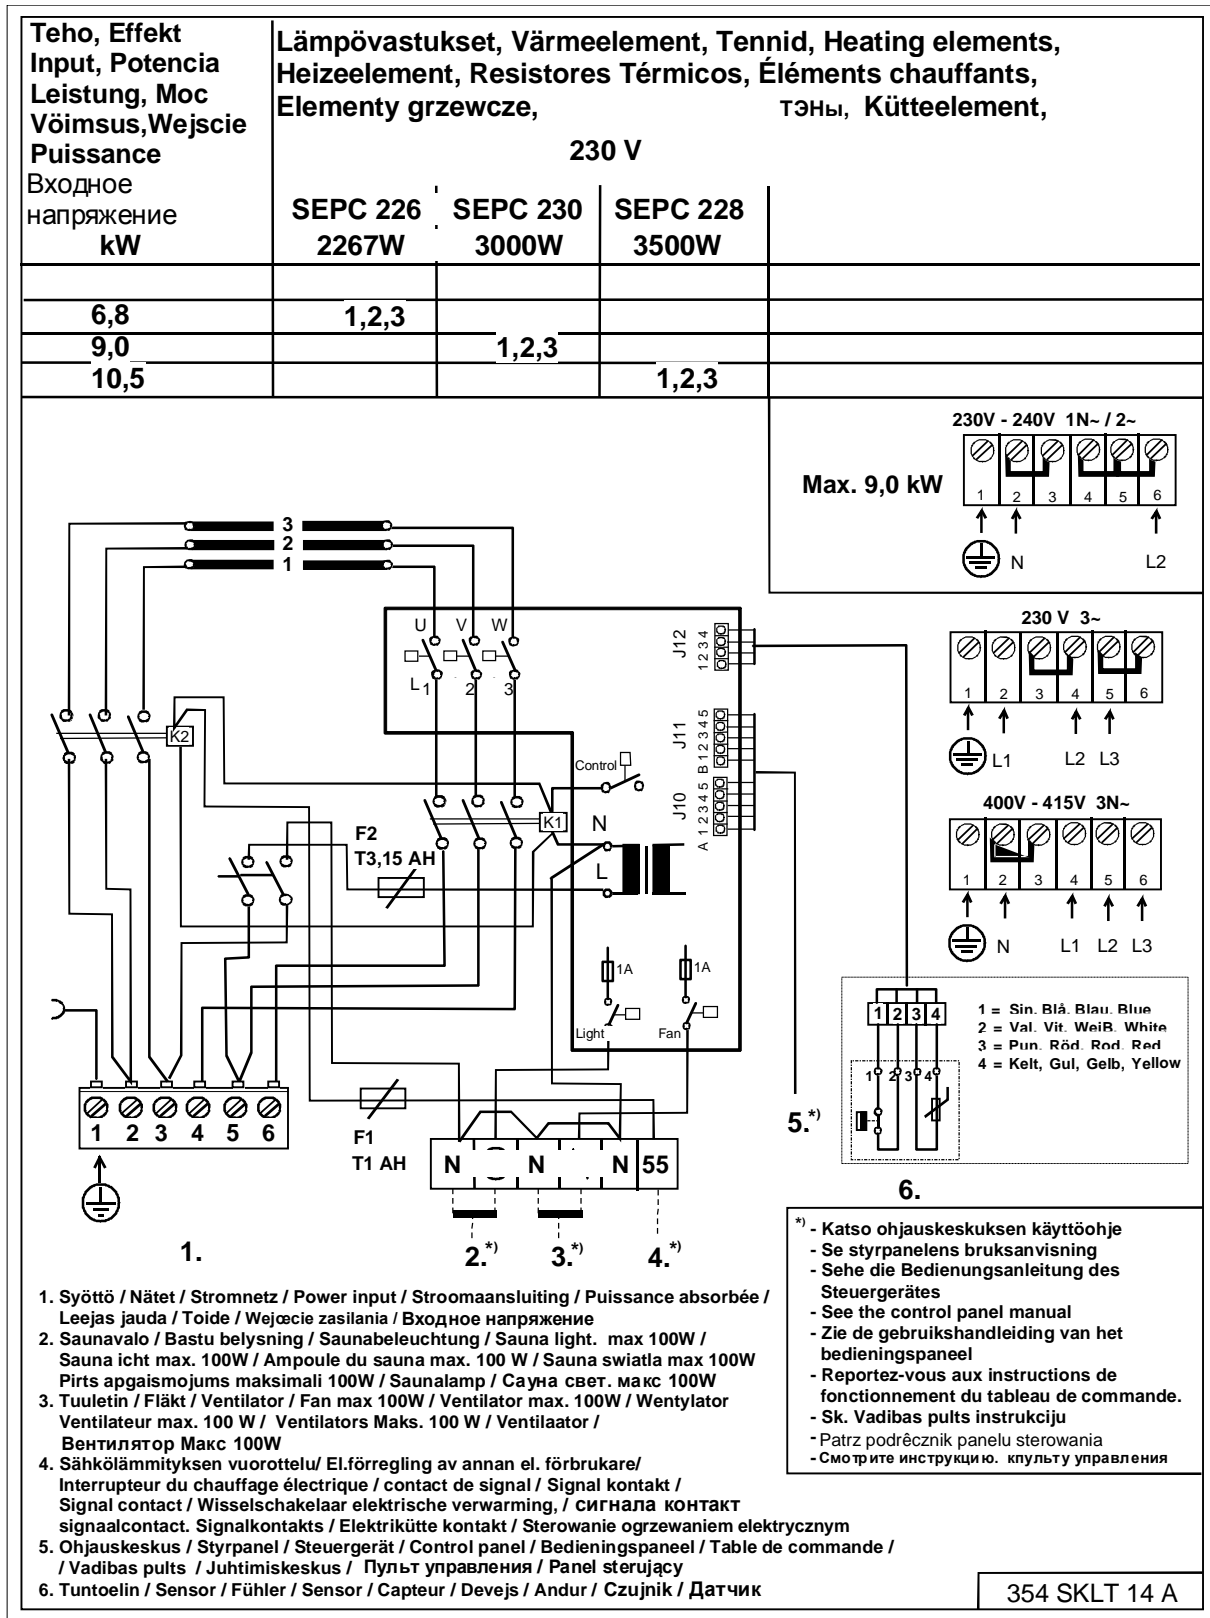 Teho, Effekt
Input, Potencia
Leistung, Moc
Vöimsus,Wejscie
Puissance
Входное
напряжение
kW
Lämpövastukset, Värmeelement, Tennid, Heating elements,
Heizeelement, Resistores Térmicos, Éléments chauffants,
Elementy grzewcze, ТЭНы, Kütteelement,
230 V
SEPC 226 SEPC 230 SEPC 228
2267W 3000W 3500W
6,8 1,2,3
9,0 1,2,3
10,5 1,2,3
230V - 240V 1N~ / 2~
Max. 9,0 kW
1 2 3 4 5 6
N L2
3
2
1
U V W
L1 2 3
J12
1 2 3 4
230 V 3~
1 2 3 4 5 6
L1 L2 L3
K2
J11
B 1 2 3 4 5
Control
J10
A 1 2 3 4 5
K1
N
L
F2
T3,15 AH
400V - 415V 3N~
1 2 3 4 5 6
N L1 L2 L3
1A
1A
Light
Fan
1 2 3 4
1 2 3 4
1 = Sin. Blå. Blau. Blue
2 = Val. Vit. WeiB. White
3 = Pun. Röd. Rod. Red
4 = Kelt, Gul, Gelb, Yellow
5.*)
6.
1 2 3 4 5 6
F1
T1 AH
N N N 55
1.
2.*) 3.*) 4.*)
*) - Katso ohjauskeskuksen käyttöohje
- Se styrpanelens bruksanvisning
- Sehe die Bedienungsanleitung des
Steuergerätes
- See the control panel manual
- Zie de gebruikshandleiding van het
bedieningspaneel
- Reportez-vous aux instructions de
fonctionnement du tableau de commande.
- Sk. Vadibas pults instrukciju
- Patrz podrêcznik panelu sterowania
- Смотрите инструкцию. кпульту управления
1. Syöttö / Nätet / Stromnetz / Power input / Stroomaansluiting / Puissance absorbée /
Leejas jauda / Toide / Wejœcie zasilania / Входное напряжение
2. Saunavalo / Bastu belysning / Saunabeleuchtung / Sauna light. max 100W /
Sauna icht max. 100W / Ampoule du sauna max. 100 W / Sauna swiatla max 100W
Pirts apgaismojums maksimali 100W / Saunalamp / Сауна свет. макс 100W
3. Tuuletin / Fläkt / Ventilator / Fan max 100W / Ventilator max. 100W / Wentylator
Ventilateur max. 100 W / Ventilators Maks. 100 W / Ventilaator /
Вентилятор Макс 100W
4. Sähkölämmityksen vuorottelu/ El.förregling av annan el. förbrukare/
Interrupteur du chauffage électrique / contact de signal / Signal kontakt /
Signal contact / Wisselschakelaar elektrische verwarming, / сигнала контакт
signaalcontact. Signalkontakts / Elektrikütte kontakt / Sterowanie ogrzewaniem elektrycznym
5. Ohjauskeskus / Styrpanel / Steuergerät / Control panel / Bedieningspaneel / Table de commande /
/ Vadibas pults / Juhtimiskeskus / Пульт управления / Panel sterujący
6. Tuntoelin / Sensor / Fühler / Sensor / Capteur / Devejs / Andur / Czujnik / Датчик
354 SKLT 14 A